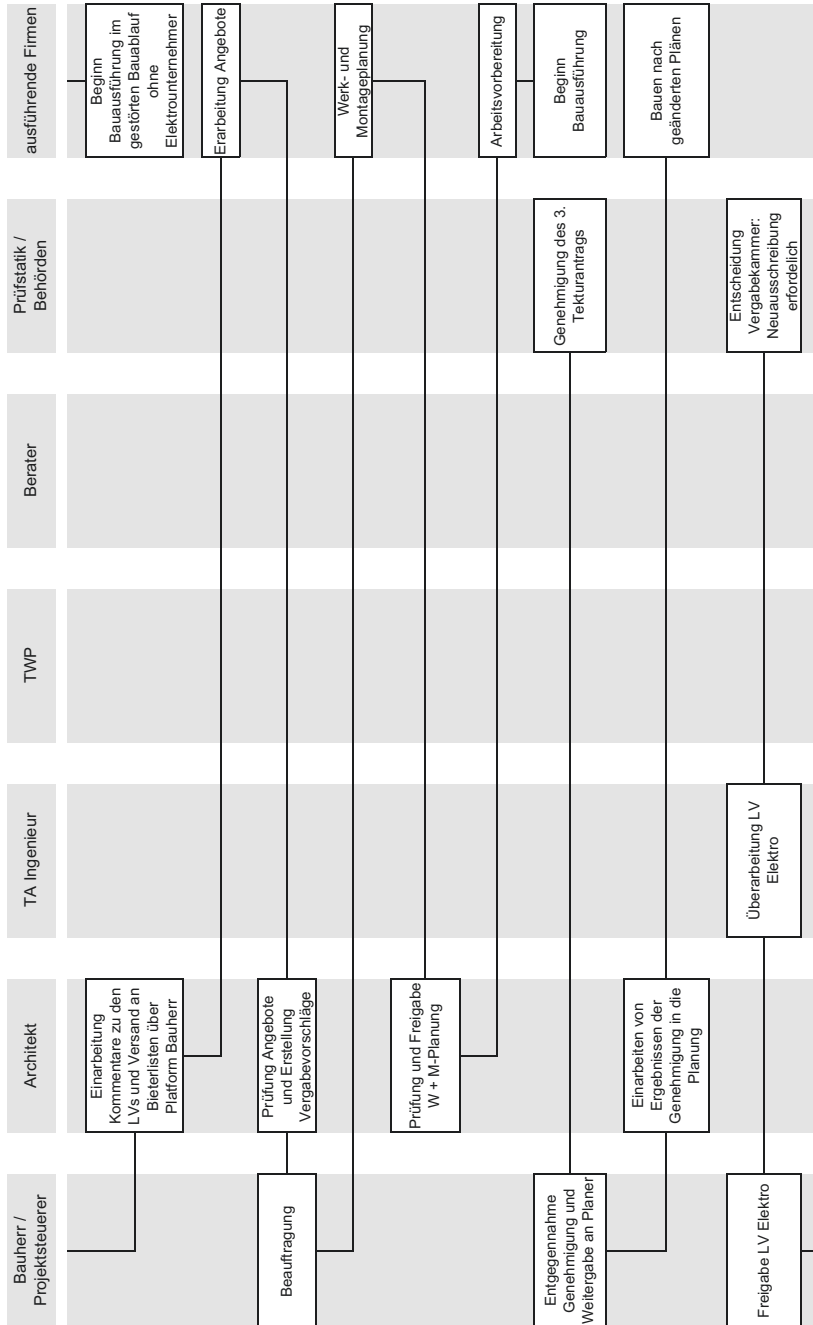 Bauherr /
Projektsteuerer
Architekt
TA Ingenieur
TWP
Berater
Prüfstatik /
Behörden
ausführende Firmen
Einarbeitung
Kommentare zu den
LVs und Versand an
Bieterlisten über
Platform Bauherr
Beginn
Bauausführung im
gestörten Bauablauf
ohne
Elektrounternehmer
Erarbeitung Angebote
Beauftragung
Prüfung Angebote
und Erstellung
Vergabevorschläge
Werk- und
Montageplanung
Prüfung und Freigabe
W + M-Planung
Arbeitsvorbereitung
Entgegennahme
Genehmigung und
Weitergabe an Planer
Genehmigung des 3.
Tekturantrags
Beginn
Bauausführung
Einarbeiten von
Ergebnissen der
Genehmigung in die
Planung
Bauen nach
geänderten Plänen
Freigabe LV Elektro
Überarbeitung LV
Elektro
Entscheidung
Vergabekammer:
Neuausschreibung
erfordelich